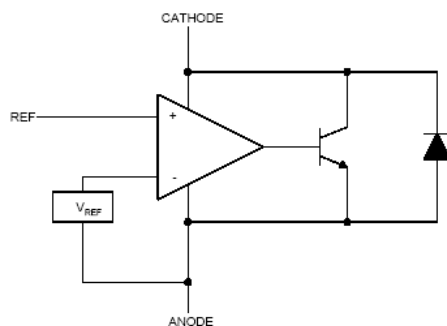 CATHODE
REF
+
-
VREF
ANODE